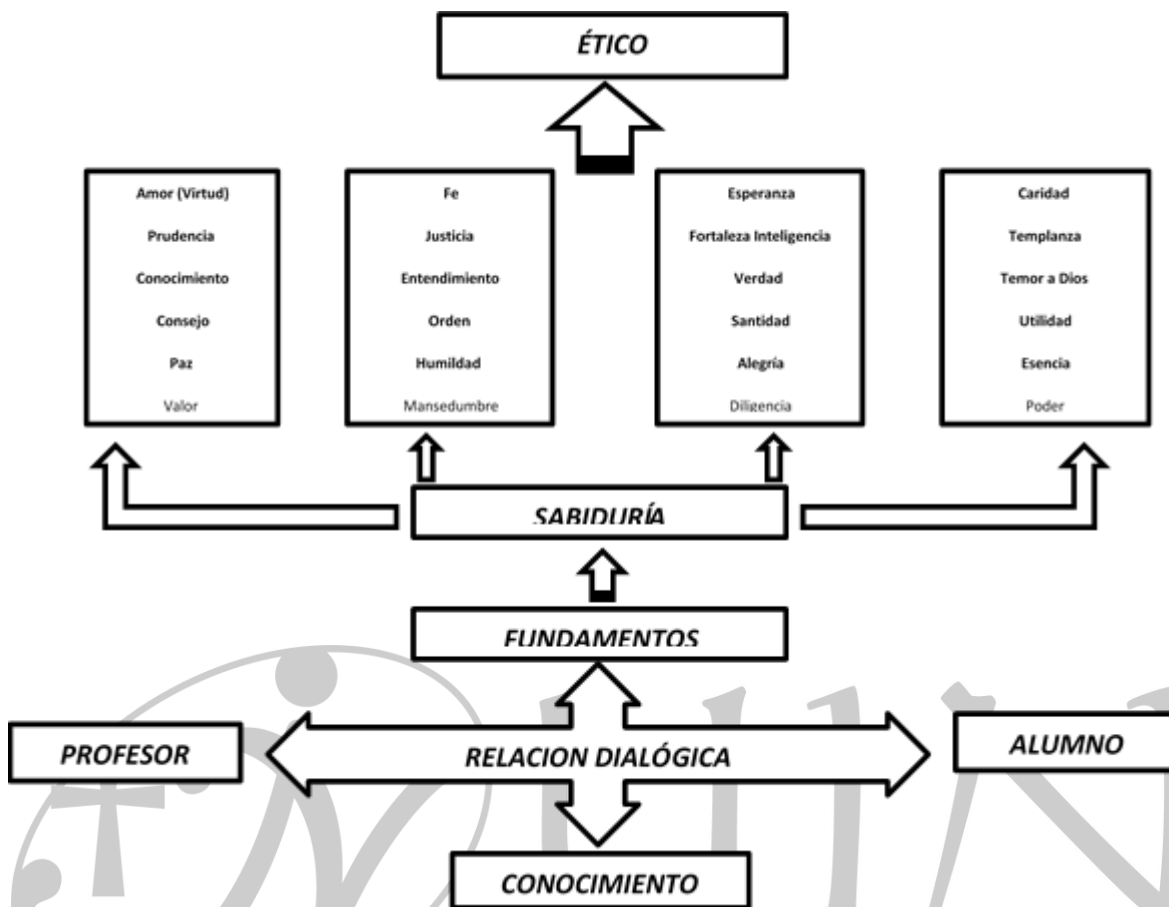 ÉTICO
Amor (Virtud)
Prudencia
Conocimiento
Consejo
Paz
Valor
Fe
Justicia
Entendimiento
Orden
Humildad
Mansedumbre
Esperanza
Fortaleza Inteligencia
Verdad
Santidad
Alegría
Diligencia
Caridad
Templanza
Temor a Dios
Utilidad
Esencia
Poder
SABIDURÍA
FUNDAMENTOS
PROFESOR
RELACION DIALÓGICA
ALUMNO
CONOCIMIENTO